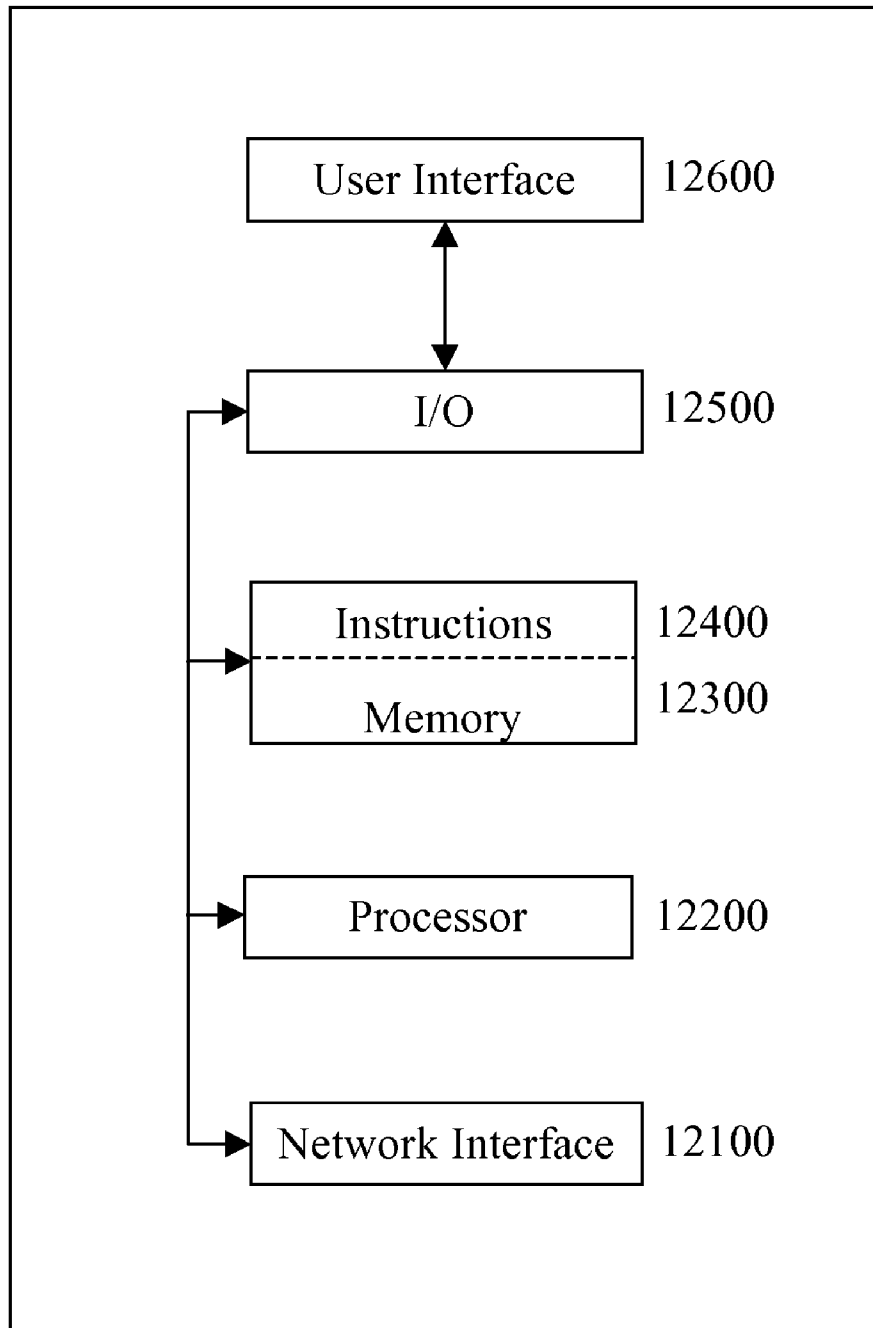 User Interface 12600
I/O 12500
Instructions 12400
Memory 12300
Processor 12200
Network Interface 12100